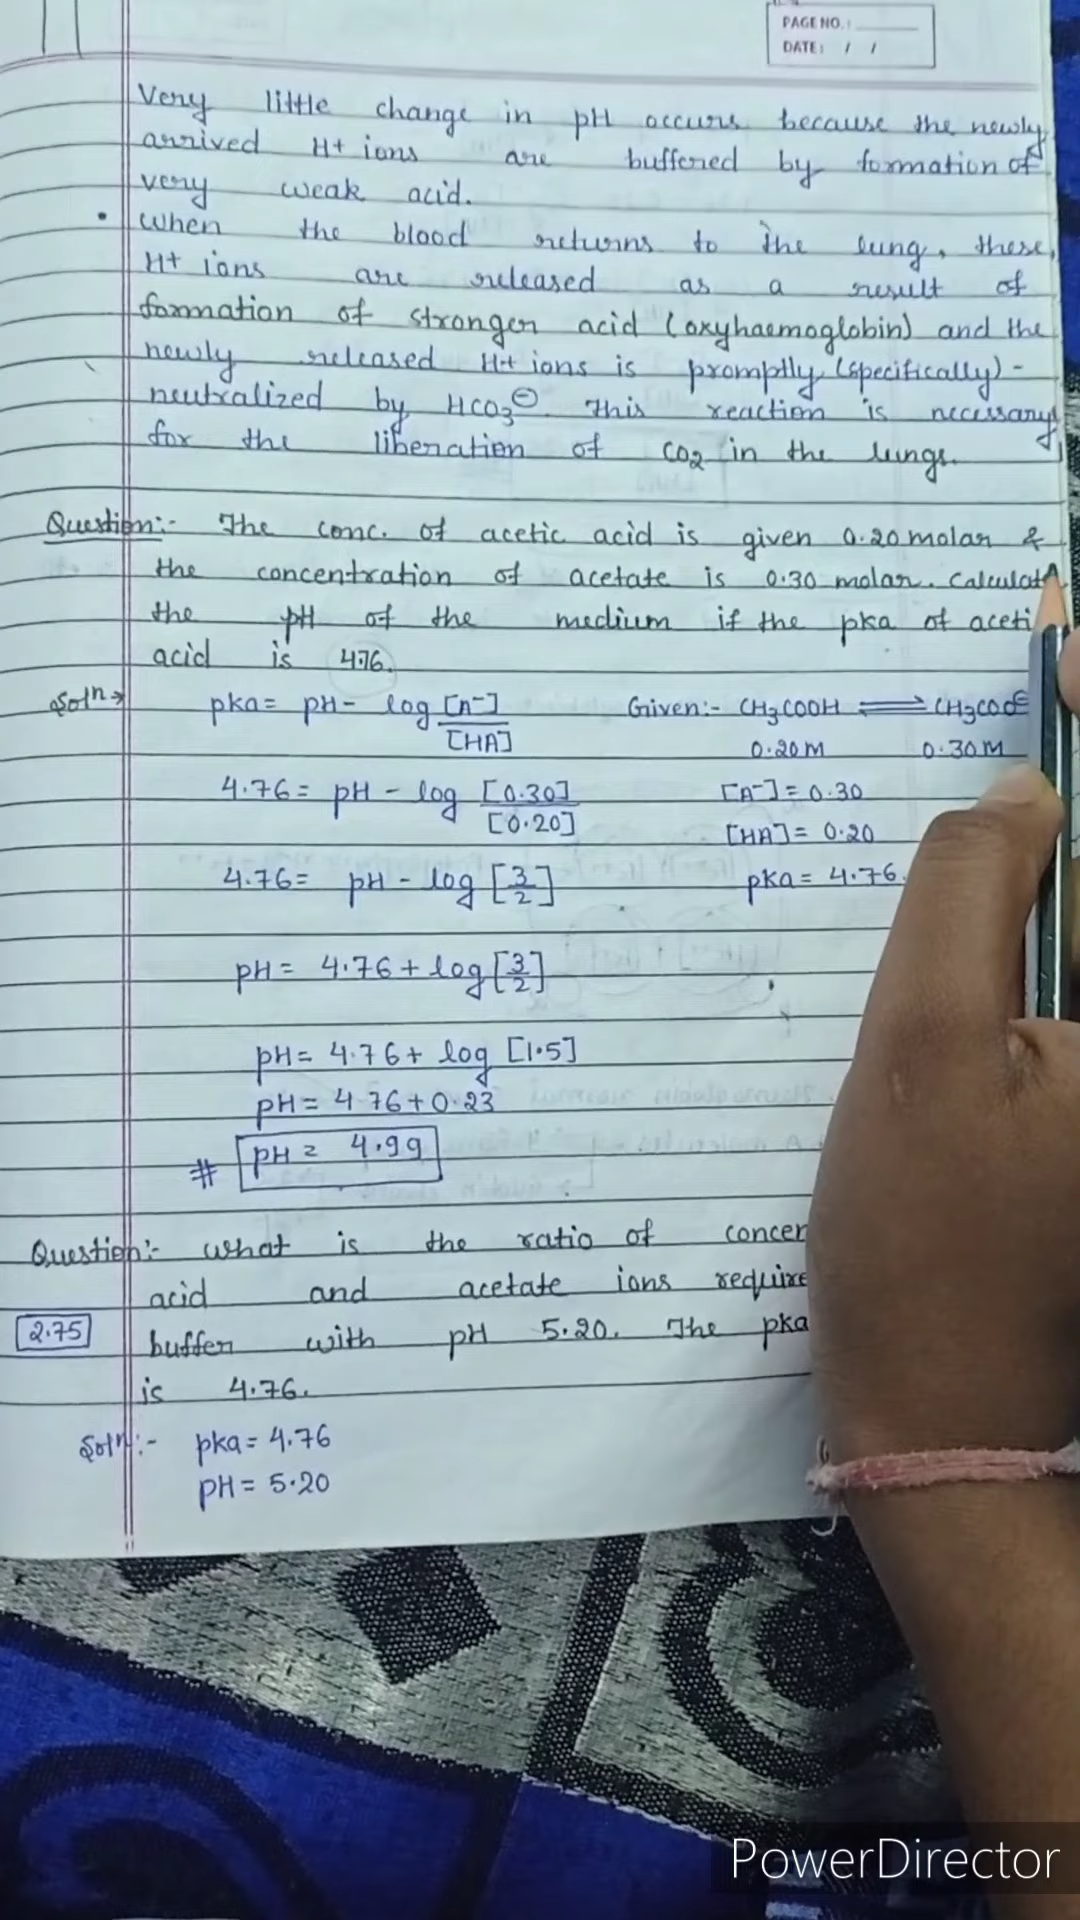 PAGE NO.:
DATE: / /
Very little change in pH occurs because the newly
arrived H+ ions are buffered by formation of
very weak acid.
• When the blood returns to the lung, these
H+ ions are released as a result of
formation of stronger acid (oxyhaemoglobin) and the
newly released H+ ions is promptly (specifically) -
neutralized by HCO3⊖ This reaction is necessary
for the liberation of CO2 in the lungs.
Question:- The conc. of acetic acid is given 0.20 molar &
the concentration of acetate is 0.30 molar. Calculate
the pH of the medium if the pka of aceti
acid is 4.76.
Soln→ pka = pH - log [A-]/[HA] Given:- CH3COOH ⇌ CH3COO⊖
0.20M 0.30M
4.76 = pH - log [0.30]/[0.20] [A-] = 0.30
[HA] = 0.20
4.76 = pH - log [3/2] pka = 4.76.
pH = 4.76 + log [3/2]
pH = 4.76 + log [1.5]
pH = 4.76 + 0.23
# pH = 4.99
Question:- What is the ratio of concen
acid and acetate ions require
2.75 buffer with pH 5.20. The pka
is 4.76.
Soln:- pka = 4.76
pH = 5.20
PowerDirector